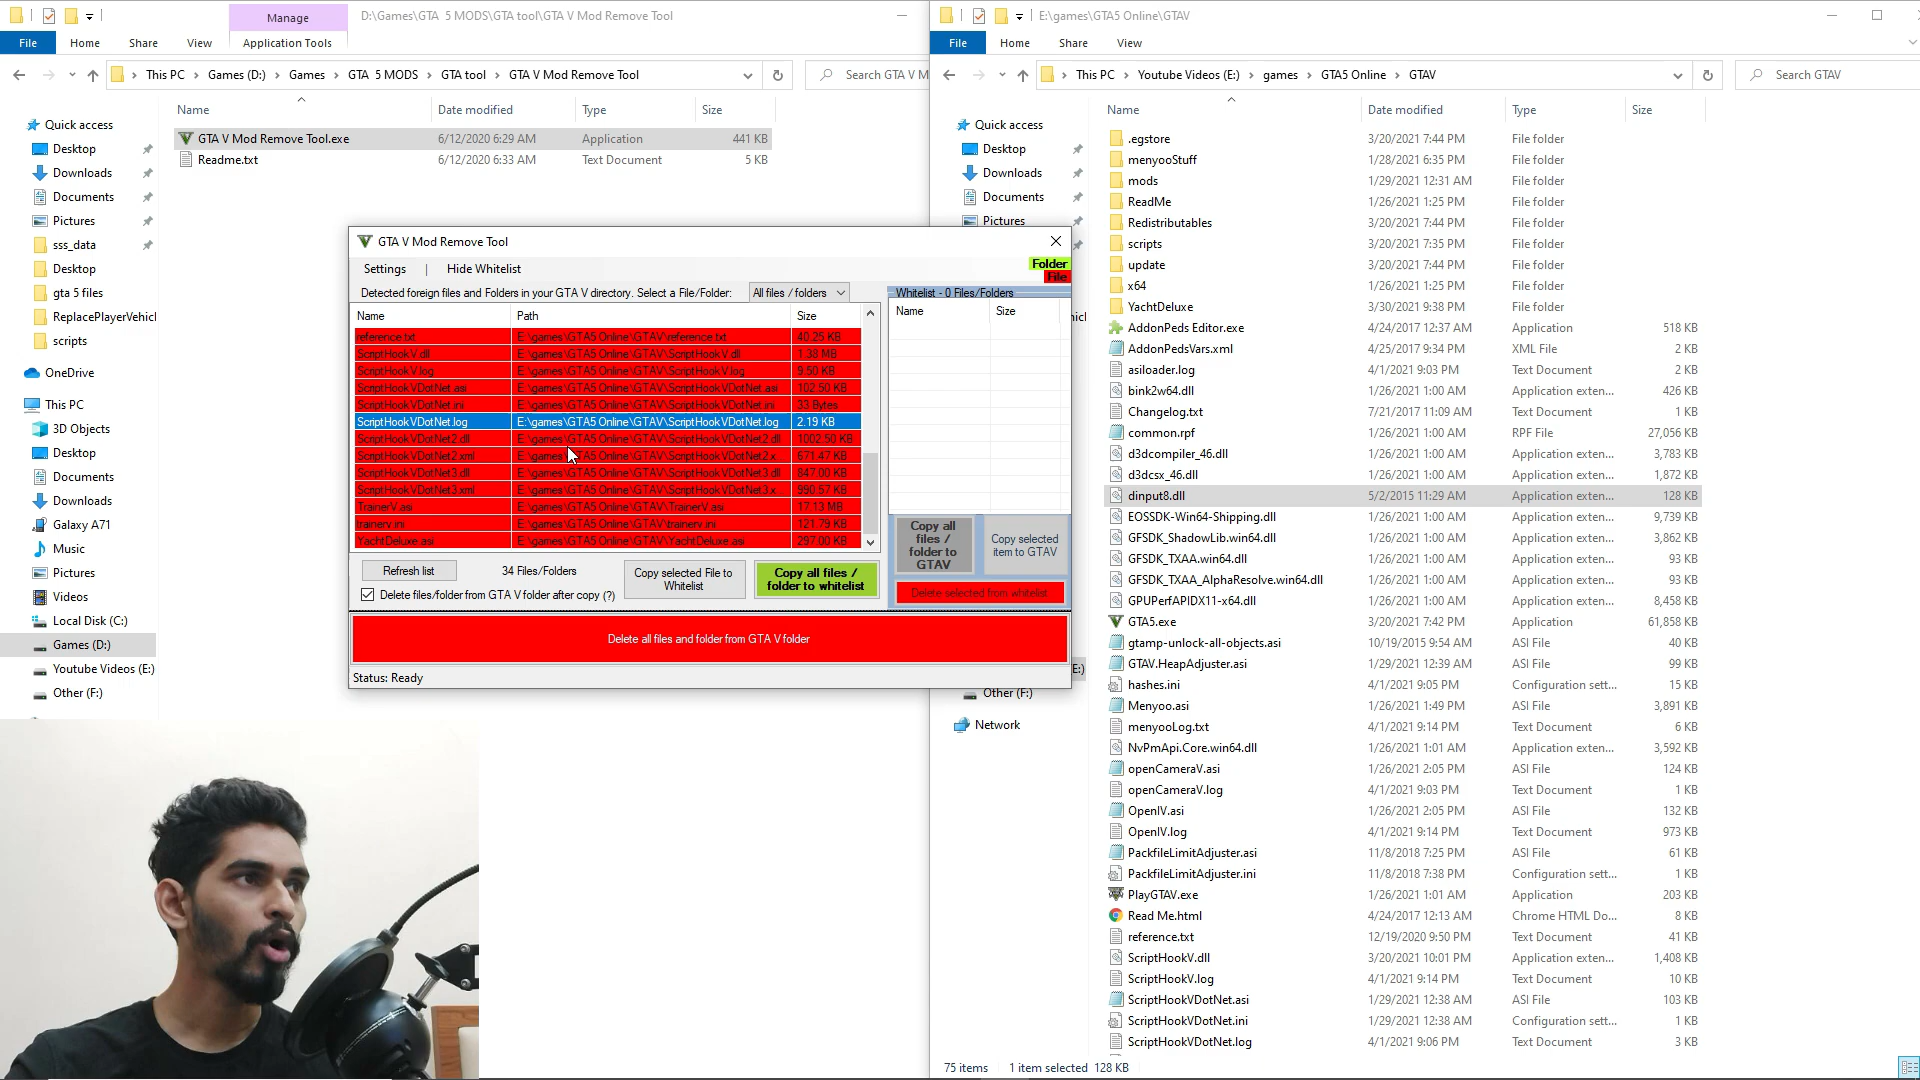 Manage
D:\Games\GTA  5 MODS\GTA tool\GTA V Mod Remove Tool
File Home Share View Application Tools
This PC > Games (D:) > Games > GTA  5 MODS > GTA tool > GTA V Mod Remove Tool
Search GTA V M
Name Date modified Type Size
Quick access
Desktop
Downloads
Documents
Pictures
sss_data
Desktop
gta 5 files
ReplacePlayerVehicl
scripts
OneDrive
This PC
3D Objects
Desktop
Documents
Downloads
Galaxy A71
Music
Pictures
Videos
Local Disk (C:)
Games (D:)
Youtube Videos (E:)
Other (F:)
GTA V Mod Remove Tool.exe 6/12/2020 6:29 AM Application 441 KB
Readme.txt 6/12/2020 6:33 AM Text Document 5 KB
GTA V Mod Remove Tool
Settings | Hide Whitelist
Folder
File
Detected foreign files and Folders in your GTA V directory. Select a File/Folder: All files / folders
Name Path Size
reference.txt E:\games\GTA5 Online\GTAV\reference.txt 40.25 KB
ScriptHookV.dll E:\games\GTA5 Online\GTAV\ScriptHookV.dll 1.38 MB
ScriptHookV.log E:\games\GTA5 Online\GTAV\ScriptHookV.log 9.50 KB
ScriptHookVDotNet.asi E:\games\GTA5 Online\GTAV\ScriptHookVDotNet.asi 102.50 KB
ScriptHookVDotNet.ini E:\games\GTA5 Online\GTAV\ScriptHookVDotNet.ini 33 Bytes
ScriptHookVDotNet.log E:\games\GTA5 Online\GTAV\ScriptHookVDotNet.log 2.19 KB
ScriptHookVDotNet2.dll E:\games\GTA5 Online\GTAV\ScriptHookVDotNet2.dll 1002.50 KB
ScriptHookVDotNet2.xml E:\games TA5 Online\GTAV\ScriptHookVDotNet2.x 671.47 KB
ScriptHookVDotNet3.dll E:\games\GTA5 Online\GTAV\ScriptHookVDotNet3.dll 847.00 KB
ScriptHookVDotNet3.xml E:\games\GTA5 Online\GTAV\ScriptHookVDotNet3.x 990.57 KB
TrainerV.asi E:\games\GTA5 Online\GTAV\TrainerV.asi 17.13 MB
trainerv.ini E:\games\GTA5 Online\GTAV\trainerv.ini 121.79 KB
YachtDeluxe.asi E:\games\GTA5 Online\GTAV\YachtDeluxe.asi 297.00 KB
Refresh list 34 Files/Folders
Copy selected File to
Whitelist
Copy all files /
folder to whitelist
Delete files/folder from GTA V folder after copy (?)
Whitelist - 0 Files/Folders
Name Size
Copy all
files /
folder to
GTAV
Copy selected
item to GTAV
Delete selected from whitelist
Delete all files and folder from GTA V folder
Status: Ready
E:\games\GTA5 Online\GTAV
File Home Share View
This PC > Youtube Videos (E:) > games > GTA5 Online > GTAV
Search GTAV
Name Date modified Type Size
Quick access
Desktop
Downloads
Documents
Pictures
hicl
E:)
Other (F:)
Network
.egstore 3/20/2021 7:44 PM File folder
menyooStuff 1/28/2021 6:35 PM File folder
mods 1/29/2021 12:31 AM File folder
ReadMe 1/26/2021 1:25 PM File folder
Redistributables 3/20/2021 7:44 PM File folder
scripts 3/20/2021 7:35 PM File folder
update 3/20/2021 7:44 PM File folder
x64 1/26/2021 1:25 PM File folder
YachtDeluxe 3/30/2021 9:38 PM File folder
AddonPeds Editor.exe 4/24/2017 12:37 AM Application 518 KB
AddonPedsVars.xml 4/25/2017 9:34 PM XML File 2 KB
asiloader.log 4/1/2021 9:03 PM Text Document 2 KB
bink2w64.dll 1/26/2021 1:00 AM Application exten... 426 KB
Changelog.txt 7/21/2017 11:09 AM Text Document 1 KB
common.rpf 1/26/2021 1:00 AM RPF File 27,056 KB
d3dcompiler_46.dll 1/26/2021 1:00 AM Application exten... 3,783 KB
d3dcsx_46.dll 1/26/2021 1:00 AM Application exten... 1,872 KB
dinput8.dll 5/2/2015 11:29 AM Application exten... 128 KB
EOSSDK-Win64-Shipping.dll 1/26/2021 1:00 AM Application exten... 9,739 KB
GFSDK_ShadowLib.win64.dll 1/26/2021 1:00 AM Application exten... 3,862 KB
GFSDK_TXAA.win64.dll 1/26/2021 1:00 AM Application exten... 93 KB
GFSDK_TXAA_AlphaResolve.win64.dll 1/26/2021 1:00 AM Application exten... 93 KB
GPUPerfAPIDX11-x64.dll 1/26/2021 1:00 AM Application exten... 8,458 KB
GTA5.exe 3/20/2021 7:42 PM Application 61,858 KB
gtamp-unlock-all-objects.asi 10/19/2015 9:54 AM ASI File 40 KB
GTAV.HeapAdjuster.asi 1/29/2021 12:39 AM ASI File 99 KB
hashes.ini 4/1/2021 9:05 PM Configuration sett... 15 KB
Menyoo.asi 1/26/2021 1:49 PM ASI File 3,891 KB
menyooLog.txt 4/1/2021 9:14 PM Text Document 6 KB
NvPmApi.Core.win64.dll 1/26/2021 1:01 AM Application exten... 3,592 KB
openCameraV.asi 1/26/2021 2:05 PM ASI File 124 KB
openCameraV.log 4/1/2021 9:03 PM Text Document 1 KB
OpenIV.asi 1/26/2021 2:05 PM ASI File 132 KB
OpenIV.log 4/1/2021 9:14 PM Text Document 973 KB
PackfileLimitAdjuster.asi 11/8/2018 7:25 PM ASI File 61 KB
PackfileLimitAdjuster.ini 11/8/2018 7:38 PM Configuration sett... 1 KB
PlayGTAV.exe 1/26/2021 1:01 AM Application 203 KB
Read Me.html 4/24/2017 12:13 AM Chrome HTML Do... 8 KB
reference.txt 12/19/2020 9:50 PM Text Document 41 KB
ScriptHookV.dll 3/20/2021 10:01 PM Application exten... 1,408 KB
ScriptHookV.log 4/1/2021 9:14 PM Text Document 10 KB
ScriptHookVDotNet.asi 1/29/2021 12:38 AM ASI File 103 KB
ScriptHookVDotNet.ini 1/29/2021 12:38 AM Configuration sett... 1 KB
ScriptHookVDotNet.log 4/1/2021 9:06 PM Text Document 3 KB
75 items 1 item selected 128 KB